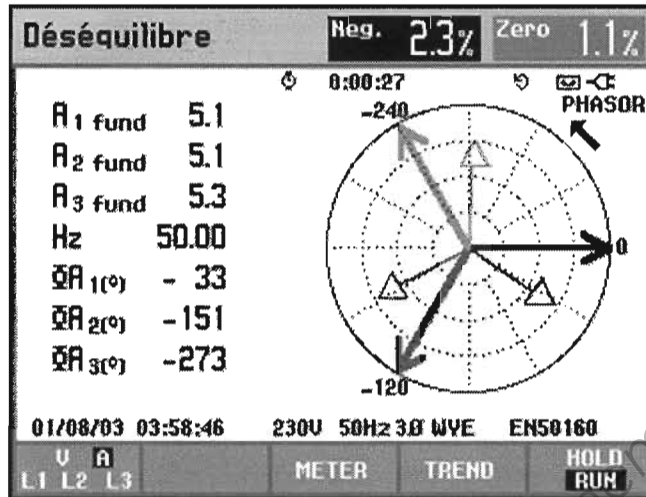 Déséquilibre Neg. 2.3% Zero 1.1%
0:00:27
PHASOR
A1 fund 5.1
A2 fund 5.1
A3 fund 5.3
Hz 50.00
ΦA1(°) - 33
ΦA2(°) -151
ΦA3(°) -273
-240
0
-120
01/08/03 03:58:46 230V 50Hz 3Ø WYE EN50160
V A
L1 L2 L3
METER
TREND
HOLD
RUN